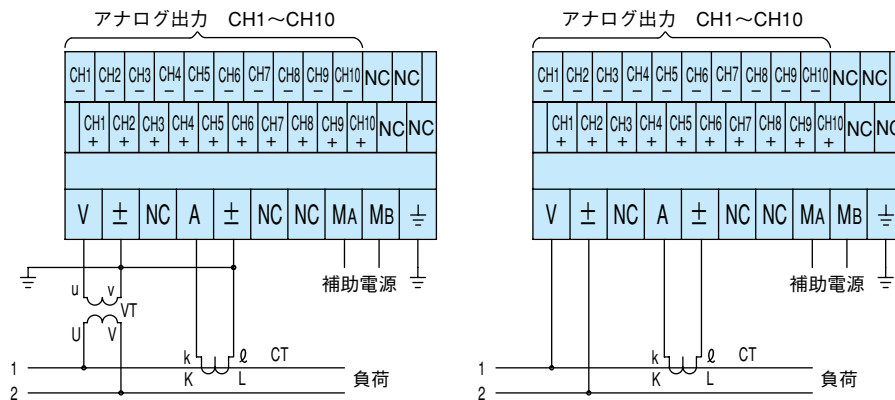 アナログ出力 CH1～CH10 アナログ出力 CH1～CH10
CH1 − CH2 − CH3 − CH4 − CH5 − CH6 − CH7 − CH8 − CH9 − CH10 − NC NC CH1 − CH2 − CH3 − CH4 − CH5 − CH6 − CH7 − CH8 − CH9 − CH10 − NC NC
CH1 + CH2 + CH3 + CH4 + CH5 + CH6 + CH7 + CH8 + CH9 + CH10 + NC NC CH1 + CH2 + CH3 + CH4 + CH5 + CH6 + CH7 + CH8 + CH9 + CH10 + NC NC
V ± NC A ± NC NC MA MB V ± NC A ± NC NC MA MB
補助電源 補助電源
u v
VT
U V
k ℓ CT k ℓ CT
1 1
K L 負荷 K L 負荷
2 2